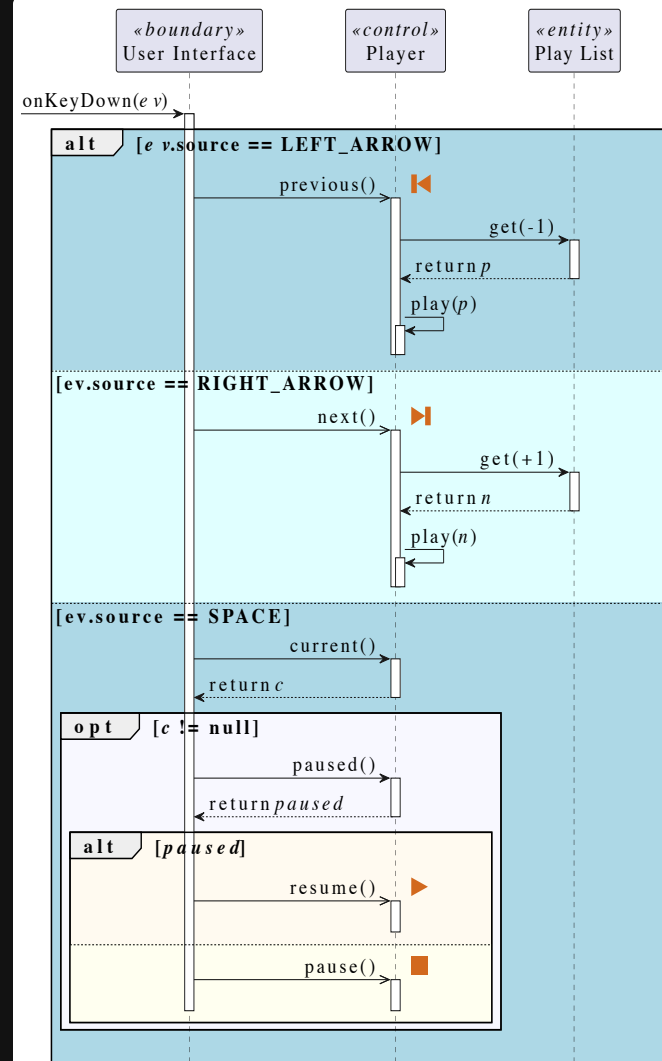 «boundary»
User Interface
«control»
Player
«entity»
Play List
onKeyDown(ev)
alt [ev.source == LEFT_ARROW]
previous()
get(-1)
return p
play(p)
[ev.source == RIGHT_ARROW]
next()
get(+1)
return n
play(n)
[ev.source == SPACE]
current()
return c
opt [c != null]
paused()
return paused
alt [paused]
resume()
pause()